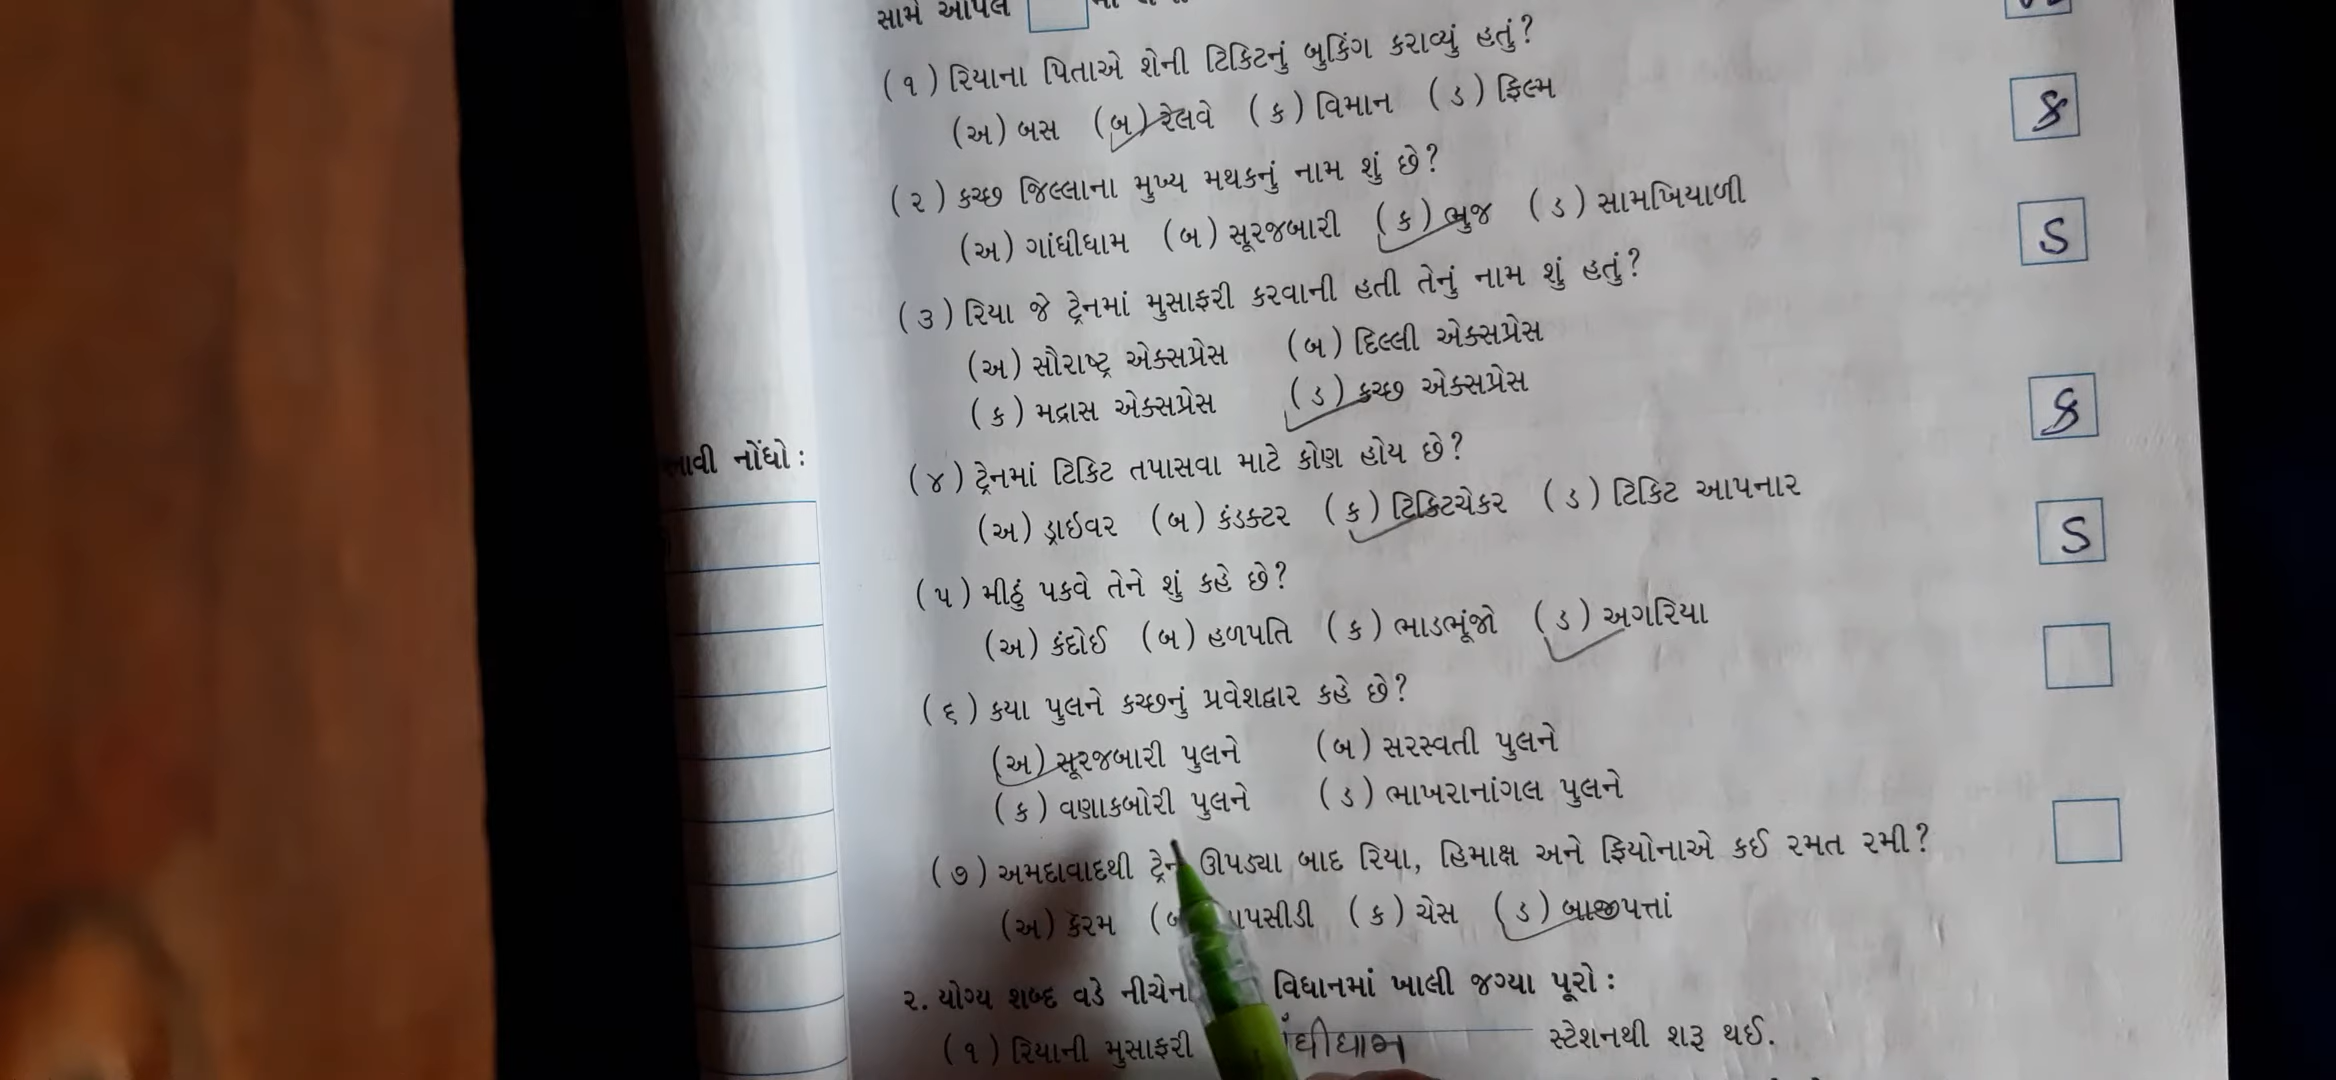 સામે આપેલ
(૧) રિયાના પિતાએ શેની ટિકિટનું બુકિંગ કરાવ્યું હતું?
(અ) બસ (બ) રેલવે (ક) વિમાન (ડ) ફિલ્મ
ક
(૨) કચ્છ જિલ્લાના મુખ્ય મથકનું નામ શું છે?
(અ) ગાંધીધામ (બ) સૂરજબારી (ક) ભુજ (ડ) સામખિયાળી
ડ
(૩) રિયા જે ટ્રેનમાં મુસાફરી કરવાની હતી તેનું નામ શું હતું?
(અ) સૌરાષ્ટ્ર એક્સપ્રેસ (બ) દિલ્લી એક્સપ્રેસ
(ક) મદ્રાસ એક્સપ્રેસ (ડ) કચ્છ એક્સપ્રેસ
ક
નોંધો:
(૪) ટ્રેનમાં ટિકિટ તપાસવા માટે કોણ હોય છે?
(અ) ડ્રાઇવર (બ) કંડક્ટર (ક) ટિકિટચેકર (ડ) ટિકિટ આપનાર
ડ
(૫) મીઠું પકવે તેને શું કહે છે?
(અ) કંદોઈ (બ) હળપતિ (ક) ભાડભૂંજો (ડ) અગરિયા
(૬) કયા પુલને કચ્છનું પ્રવેશદ્વાર કહે છે?
(અ) સૂરજબારી પુલને (બ) સરસ્વતી પુલને
(ક) વણાકબોરી પુલને (ડ) ભાખરાનાંગલ પુલને
(૭) અમદાવાદથી ટ્રેન ઊપડ્યા બાદ રિયા, હિમાક્ષ અને ફિયોનાએ કઈ રમત રમી?
(અ) કૅરમ (ક) ચેસ (ડ) બાજીપત્તાં
૨. યોગ્ય શબ્દ વડે નીચેના વિધાનમાં ખાલી જગ્યા પૂરો:
(૧) રિયાની મુસાફરી ગાંધીધામ સ્ટેશનથી શરૂ થઈ.